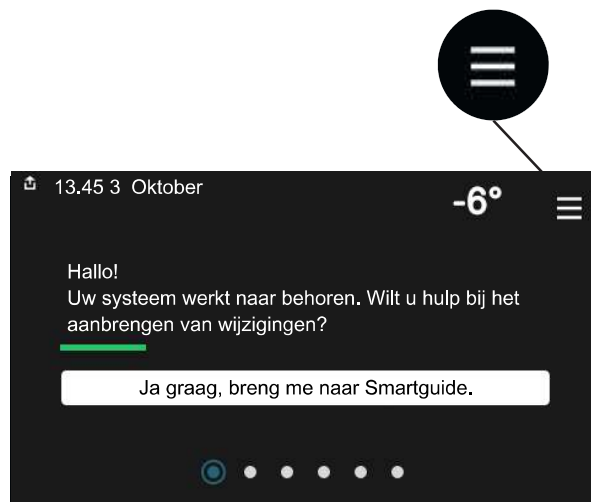 13.45 3 Oktober
-6°
Hallo!
Uw systeem werkt naar behoren. Wilt u hulp bij het
aanbrengen van wijzigingen?
Ja graag, breng me naar Smartguide.